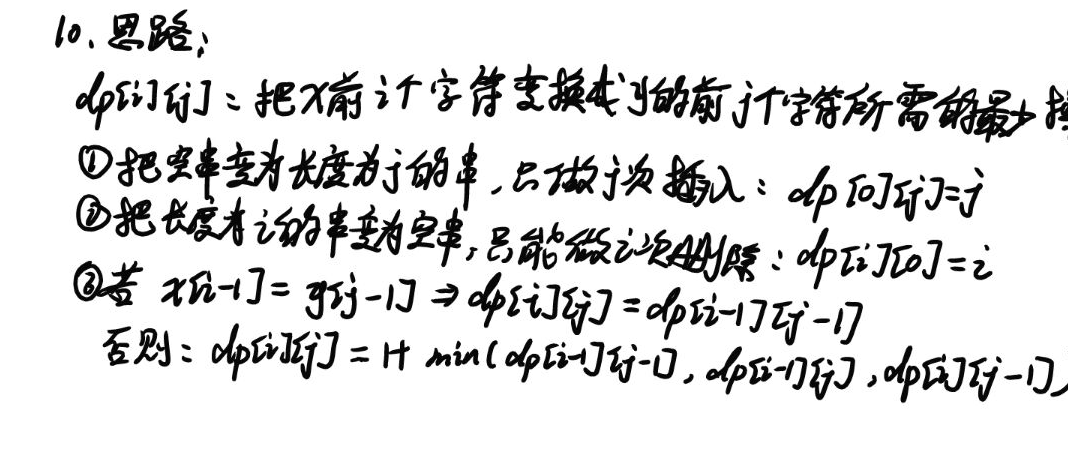 10. 思路:
dp[i][j]: 把x前i个字符变换成y的前j个字符所需的最少
①把空串变为长度为j的串, 只做j次插入: dp[0][j]=j
②把长度为i的串变为空串, 只能做i次删除: dp[i][0]=i
③若 x[i-1]=y[j-1] ⇒ dp[i][j]=dp[i-1][j-1]
否则: dp[i][j]=1+ min(dp[i-1][j-1], dp[i-1][j], dp[i][j-1])